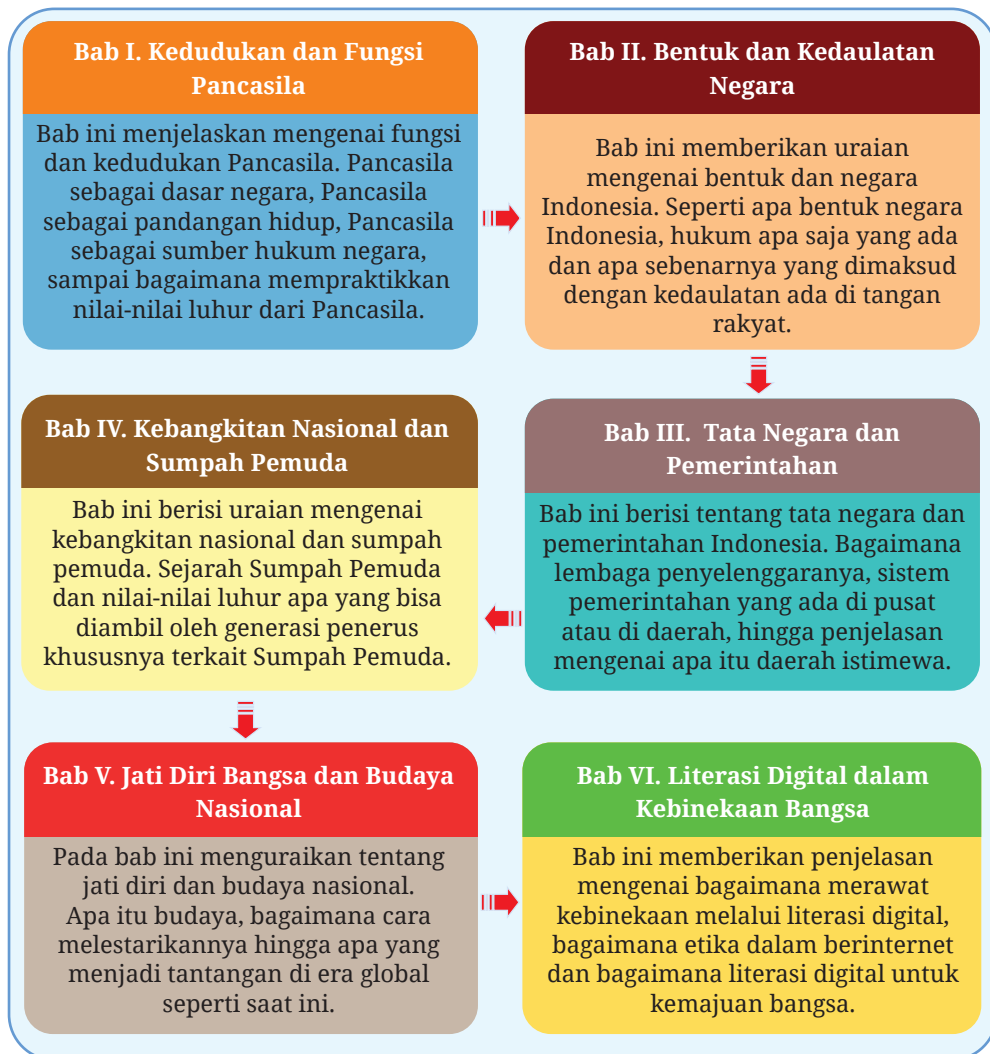 Bab I. Kedudukan dan Fungsi
Pancasila
Bab ini menjelaskan mengenai fungsi
dan kedudukan Pancasila. Pancasila
sebagai dasar negara, Pancasila
sebagai pandangan hidup, Pancasila
sebagai sumber hukum negara,
sampai bagaimana mempraktikkan
nilai-nilai luhur dari Pancasila.
Bab II. Bentuk dan Kedaulatan
Negara
Bab ini memberikan uraian
mengenai bentuk dan negara
Indonesia. Seperti apa bentuk negara
Indonesia, hukum apa saja yang ada
dan apa sebenarnya yang dimaksud
dengan kedaulatan ada di tangan
rakyat.
Bab III. Tata Negara dan
Pemerintahan
Bab ini berisi tentang tata negara dan
pemerintahan Indonesia. Bagaimana
lembaga penyelenggaranya, sistem
pemerintahan yang ada di pusat
atau di daerah, hingga penjelasan
mengenai apa itu daerah istimewa.
Bab IV. Kebangkitan Nasional dan
Sumpah Pemuda
Bab ini berisi uraian mengenai
kebangkitan nasional dan sumpah
pemuda. Sejarah Sumpah Pemuda
dan nilai-nilai luhur apa yang bisa
diambil oleh generasi penerus
khususnya terkait Sumpah Pemuda.
Bab V. Jati Diri Bangsa dan Budaya
Nasional
Pada bab ini menguraikan tentang
jati diri dan budaya nasional.
Apa itu budaya, bagaimana cara
melestarikannya hingga apa yang
menjadi tantangan di era global
seperti saat ini.
Bab VI. Literasi Digital dalam
Kebinekaan Bangsa
Bab ini memberikan penjelasan
mengenai bagaimana merawat
kebinekaan melalui literasi digital,
bagaimana etika dalam berinternet
dan bagaimana literasi digital untuk
kemajuan bangsa.